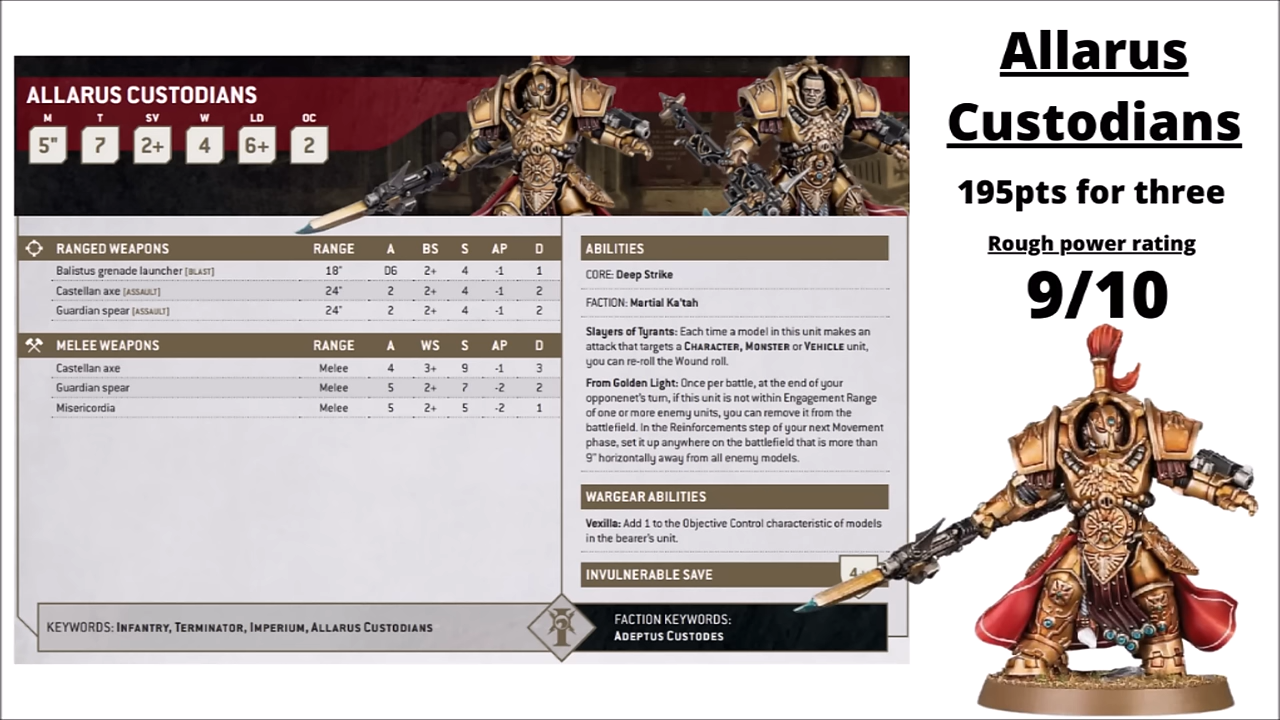 ALLARUS CUSTODIANS
M T SV W LD OC
5" 7 2+ 4 6+ 2
RANGED WEAPONS RANGE A BS S AP D
Balistus grenade launcher [BLAST] 18" D6 2+ 4 -1 1
Castellan axe [ASSAULT] 24" 2 2+ 4 -1 2
Guardian spear [ASSAULT] 24" 2 2+ 4 -1 2
MELEE WEAPONS RANGE A WS S AP D
Castellan axe Melee 4 3+ 9 -1 3
Guardian spear Melee 5 2+ 7 -2 2
Misericordia Melee 5 2+ 5 -2 1
ABILITIES
CORE: Deep Strike
FACTION: Martial Ka'tah
Slayers of Tyrants: Each time a model in this unit makes an
attack that targets a CHARACTER, MONSTER or VEHICLE unit,
you can re-roll the Wound roll.
From Golden Light: Once per battle, at the end of your
opponenet's turn, if this unit is not within Engagement Range
of one or more enemy units, you can remove it from the
battlefield. In the Reinforcements step of your next Movement
phase, set it up anywhere on the battlefield that is more than
9" horizontally away from all enemy models.
WARGEAR ABILITIES
Vexilla: Add 1 to the Objective Control characteristic of models
in the bearer's unit.
INVULNERABLE SAVE 4+
KEYWORDS: INFANTRY, TERMINATOR, IMPERIUM, ALLARUS CUSTODIANS
FACTION KEYWORDS:
ADEPTUS CUSTODES
Allarus
Custodians
195pts for three
Rough power rating
9/10